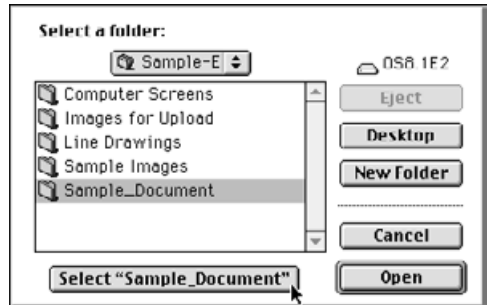 Select a folder:
Sample-E
OS8.1E2
Computer Screens
Images for Upload
Line Drawings
Sample Images
Sample_Document
Eject
Desktop
New Folder
Cancel
Select “Sample_Document”
Open